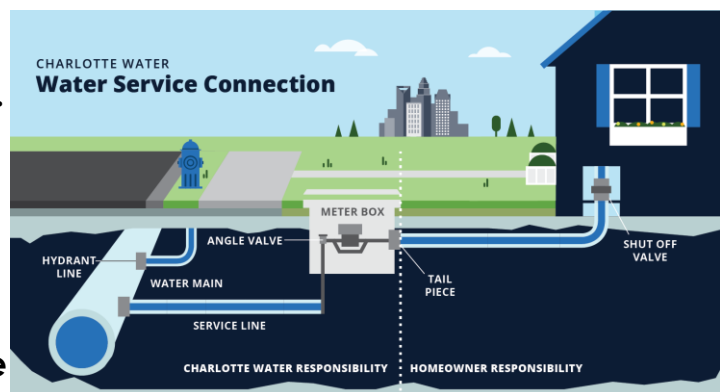 CHARLOTTE WATER
Water Service Connection
METER BOX
ANGLE VALVE
HYDRANT
LINE
SHUT OFF
VALVE
TAIL
PIECE
WATER MAIN
SERVICE LINE
CHARLOTTE WATER RESPONSIBILITY
HOMEOWNER RESPONSIBILITY